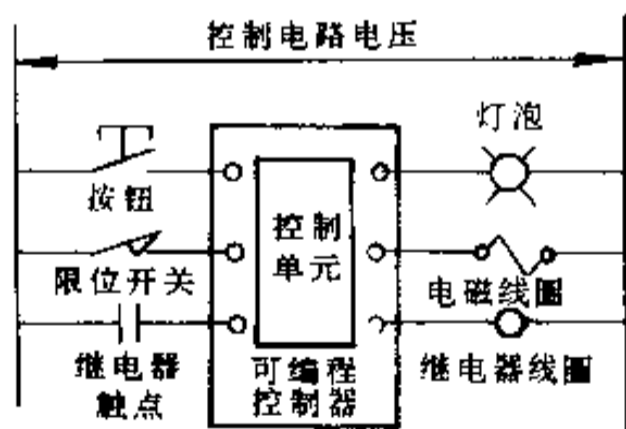 控制电路电压
灯泡
按钮
控制
单元
限位开关
电磁线圈
继电器
触点
可编程
控制器
继电器线圈